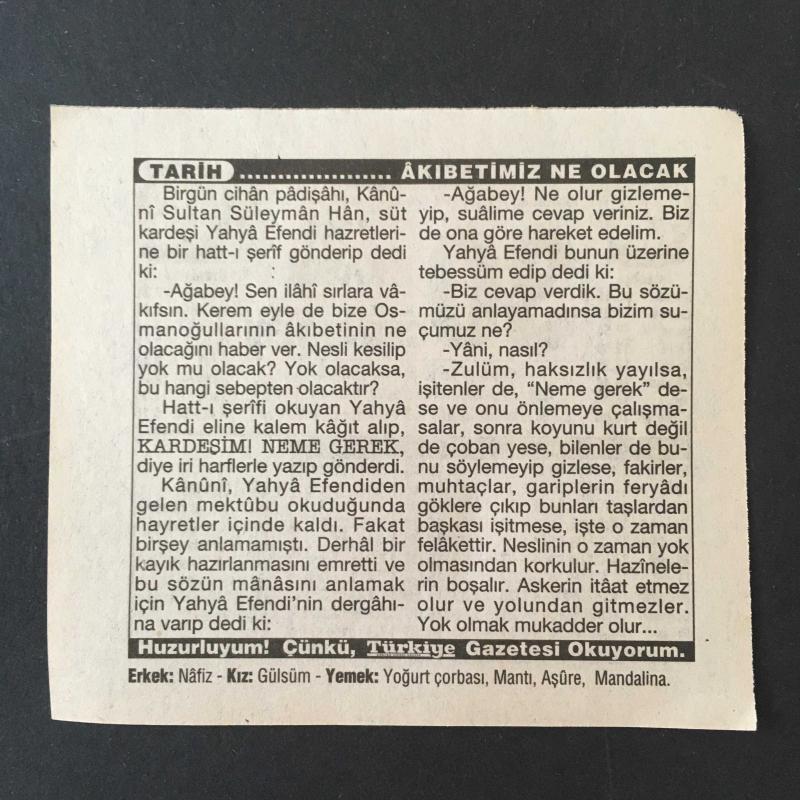 TARİH .................... ÂKIBETİMİZ NE OLACAK
Birgün cihân pâdişâhı, Kânû-
nî Sultan Süleymân Hân, süt
kardeşi Yahyâ Efendi hazretleri-
ne bir hatt-ı şerîf gönderip dedi
ki:
-Ağabey! Sen ilâhî sırlara vâ-
kıfsın. Kerem eyle de bize Os-
manoğullarının âkıbetinin ne
olacağını haber ver. Nesli kesilip
yok mu olacak? Yok olacaksa,
bu hangi sebepten olacaktır?
Hatt-ı şerîfi okuyan Yahyâ
Efendi eline kalem kâğıt alıp,
KARDEŞİM! NEME GEREK,
diye iri harflerle yazıp gönderdi.
Kânûnî, Yahyâ Efendiden
gelen mektûbu okuduğunda
hayretler içinde kaldı. Fakat
birşey anlamamıştı. Derhâl bir
kayık hazırlanmasını emretti ve
bu sözün mânâsını anlamak
için Yahyâ Efendi'nin dergâhı-
na varıp dedi ki:
-Ağabey! Ne olur gizleme-
yip, suâlime cevap veriniz. Biz
de ona göre hareket edelim.
Yahyâ Efendi bunun üzerine
tebessüm edip dedi ki:
-Biz cevap verdik. Bu sözü-
müzü anlayamadınsa bizim su-
çumuz ne?
-Yâni, nasıl?
-Zulüm, haksızlık yayılsa,
işitenler de, "Neme gerek" de-
se ve onu önlemeye çalışma-
salar, sonra koyunu kurt değil
de çoban yese, bilenler de bu-
nu söylemeyip gizlese, fakirler,
muhtaçlar, gariplerin feryâdı
göklere çıkıp bunları taşlardan
başkası işitmese, işte o zaman
felâkettir. Neslinin o zaman yok
olmasından korkulur. Hazînele-
rin boşalır. Askerin itâat etmez
olur ve yolundan gitmezler.
Yok olmak mukadder olur...
Huzurluyum! Çünkü, Türkiye Gazetesi Okuyorum.
Erkek: Nâfiz - Kız: Gülsüm - Yemek: Yoğurt çorbası, Mantı, Aşûre, Mandalina.